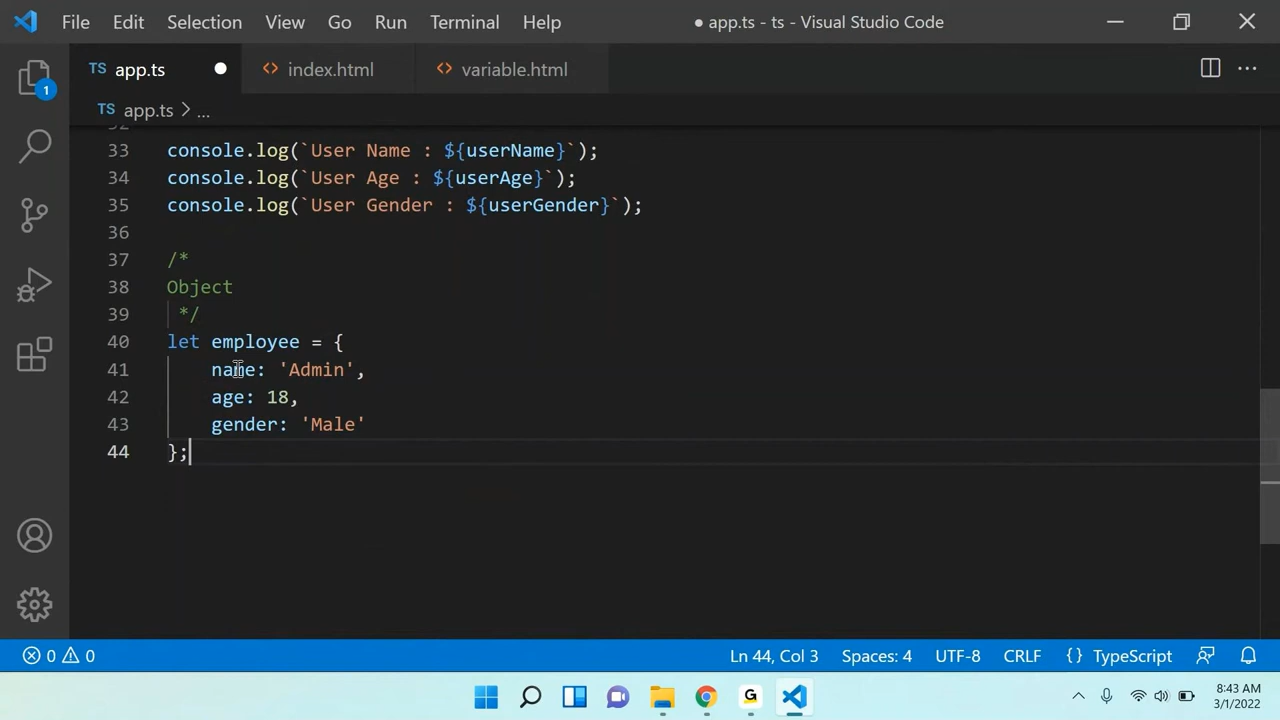 File Edit Selection View Go Run Terminal Help ● app.ts - ts - Visual Studio Code
TS app.ts ● <> index.html <> variable.html
TS app.ts > ...
32
33 console.log(`User Name : ${userName}`);
34 console.log(`User Age : ${userAge}`);
35 console.log(`User Gender : ${userGender}`);
36
37 /*
38 Object
39 */
40 let employee = {
41 name: 'Admin',
42 age: 18,
43 gender: 'Male'
44 };
1
0 0 Ln 44, Col 3 Spaces: 4 UTF-8 CRLF {} TypeScript
G 8:43 AM
3/1/2022